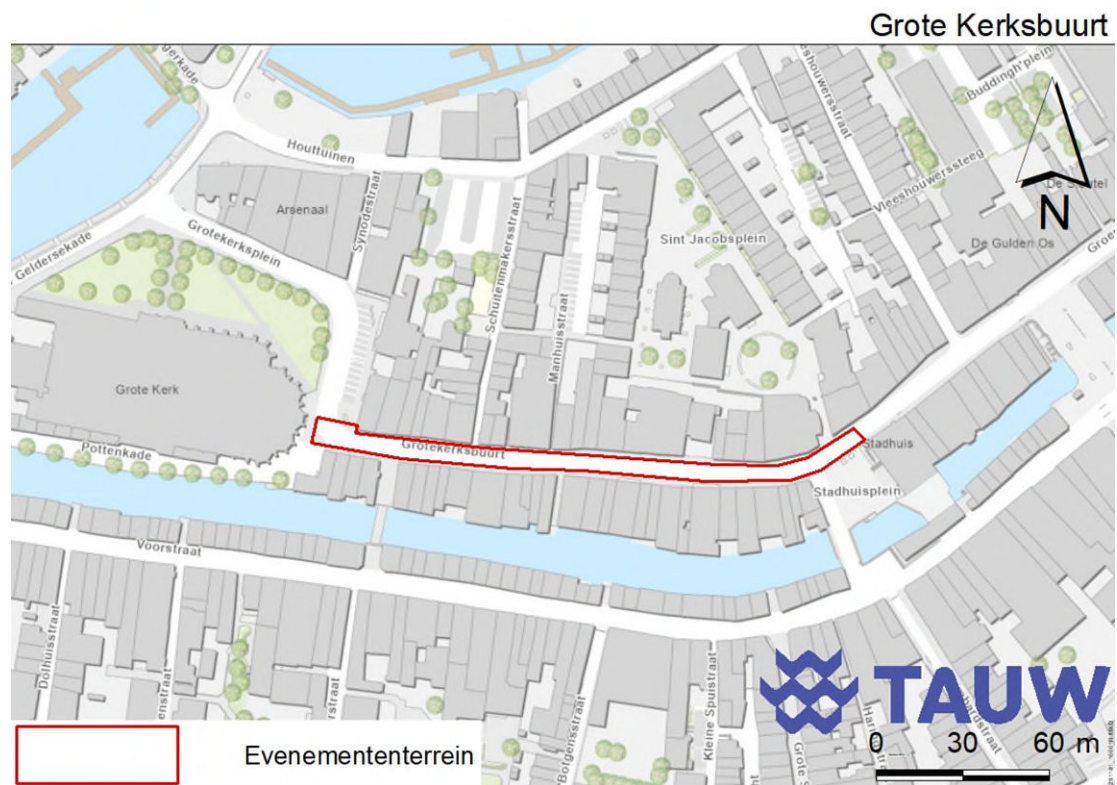 Grote Kerksbuurt
Buddingh'plein
Vleeshouwersstraat
Houttuinen
Vleeshouwerssteeg
Arsenaal
Synodestraat
N
Grotekerksplein
Schuitenmakersstraat
Sint Jacobsplein
De Gulden Os
Geldersekade
Manhuisstraat
Grote Kerk
Pottenkade
Grotekerksbuurt
Stadhuis
Stadhuisplein
Voorstraat
Dolhuisstraat
Botgensstraat
Kleine Spuistraat
TAUW
0 30 60 m
Evenemententerrein